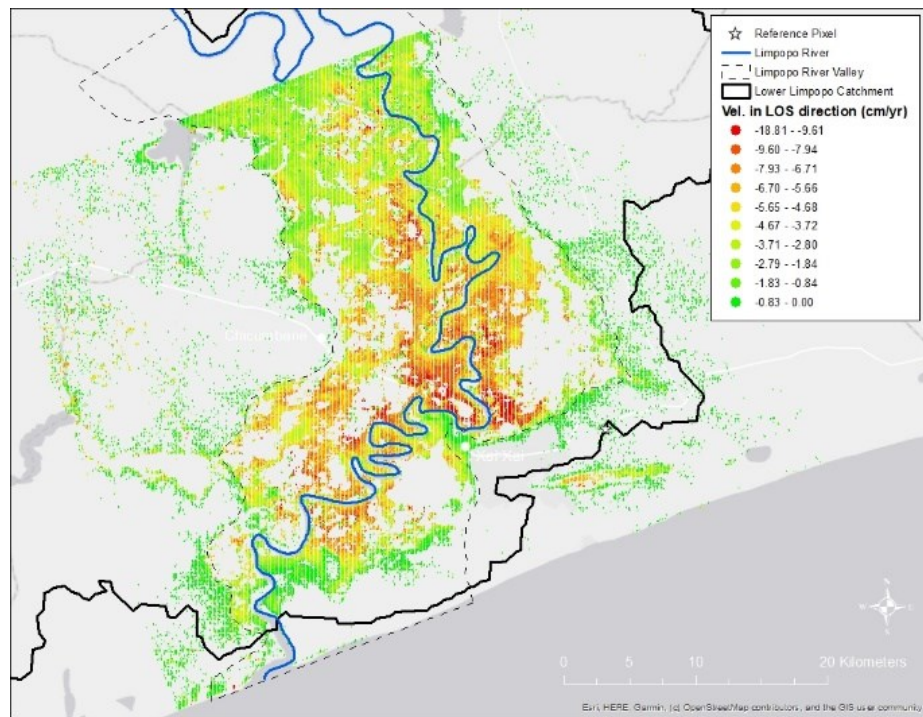 Reference Pixel
Limpopo River
Limpopo River Valley
Lower Limpopo Catchment
Vel. in LOS direction (cm/yr)
-18.81 - -9.61
-9.60 - -7.94
-7.93 - -6.71
-6.70 - -5.66
-5.65 - -4.68
-4.67 - -3.72
-3.71 - -2.80
-2.79 - -1.84
-1.83 - -0.84
-0.83 - 0.00
Chicumbane
Xai-Xai
N
W
E
S
0 5 10 20 Kilometers
Esri, HERE, Garmin, (c) OpenStreetMap contributors, and the GIS user community